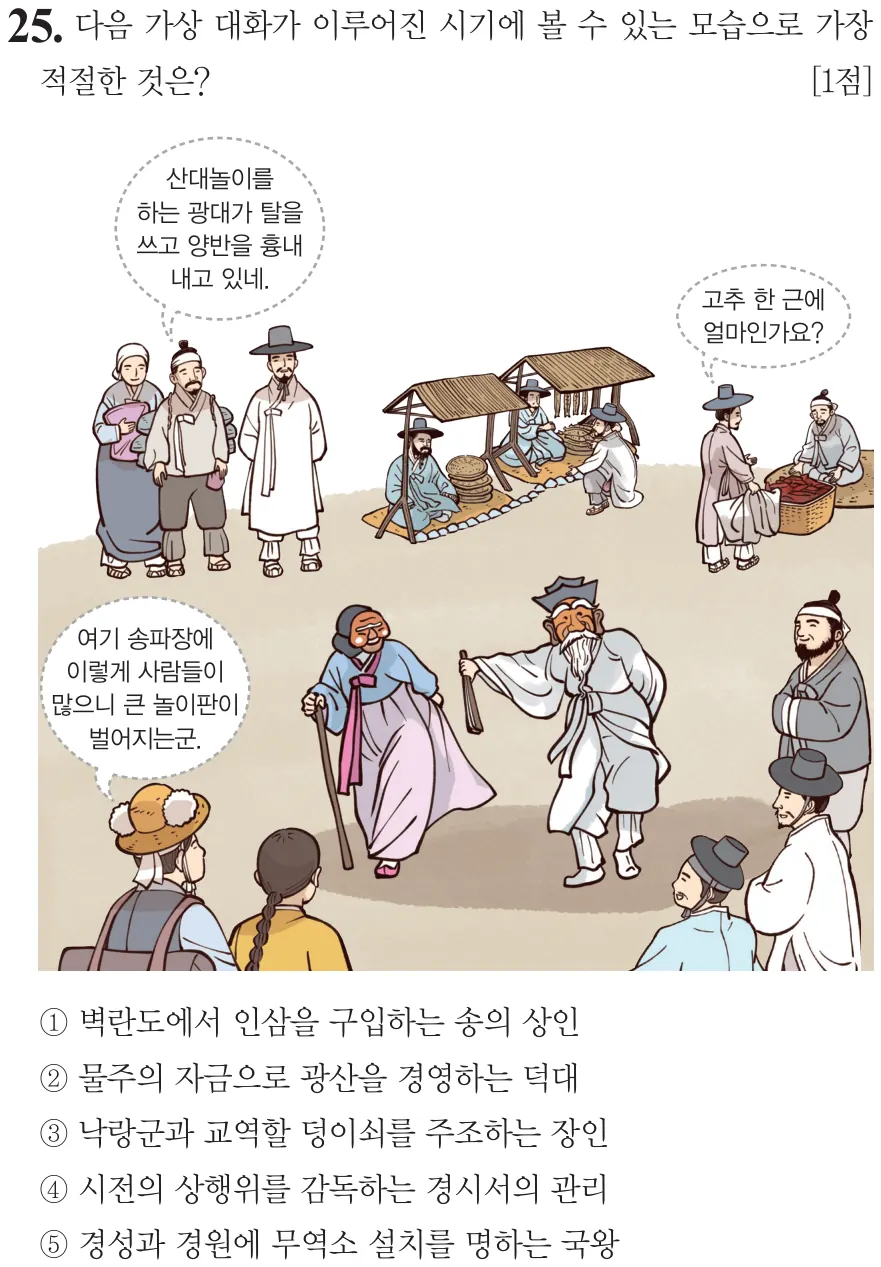 25. 다음 가상 대화가 이루어진 시기에 볼 수 있는 모습으로 가장
적절한 것은? [1점]
산대놀이를
하는 광대가 탈을
쓰고 양반을 흉내
내고 있네.
고추 한 근에
얼마인가요?
여기 송파장에
이렇게 사람들이
많으니 큰 놀이판이
벌어지는군.
① 벽란도에서 인삼을 구입하는 송의 상인
② 물주의 자금으로 광산을 경영하는 덕대
③ 낙랑군과 교역할 덩이쇠를 주조하는 장인
④ 시전의 상행위를 감독하는 경시서의 관리
⑤ 경성과 경원에 무역소 설치를 명하는 국왕